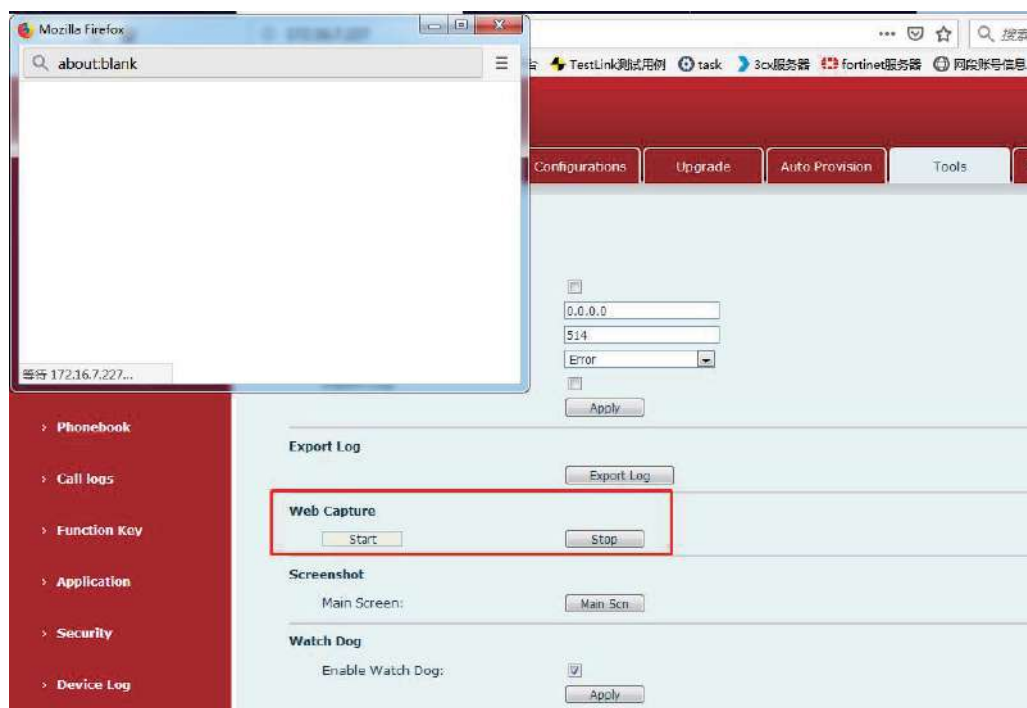 Mozilla Firefox
about:blank
搜索
TestLink测试用例 task 3cx服务器 fortinet服务器 网段账号信息
Configurations Upgrade Auto Provision Tools
0.0.0.0
514
Error
等待 172.16.7.227...
Apply
Phonebook
Export Log
Call logs
Export Log
Web Capture
Function Key
Start Stop
Screenshot
Application
Main Screen: Main Scn
Security
Watch Dog
Enable Watch Dog:
Device Log
Apply